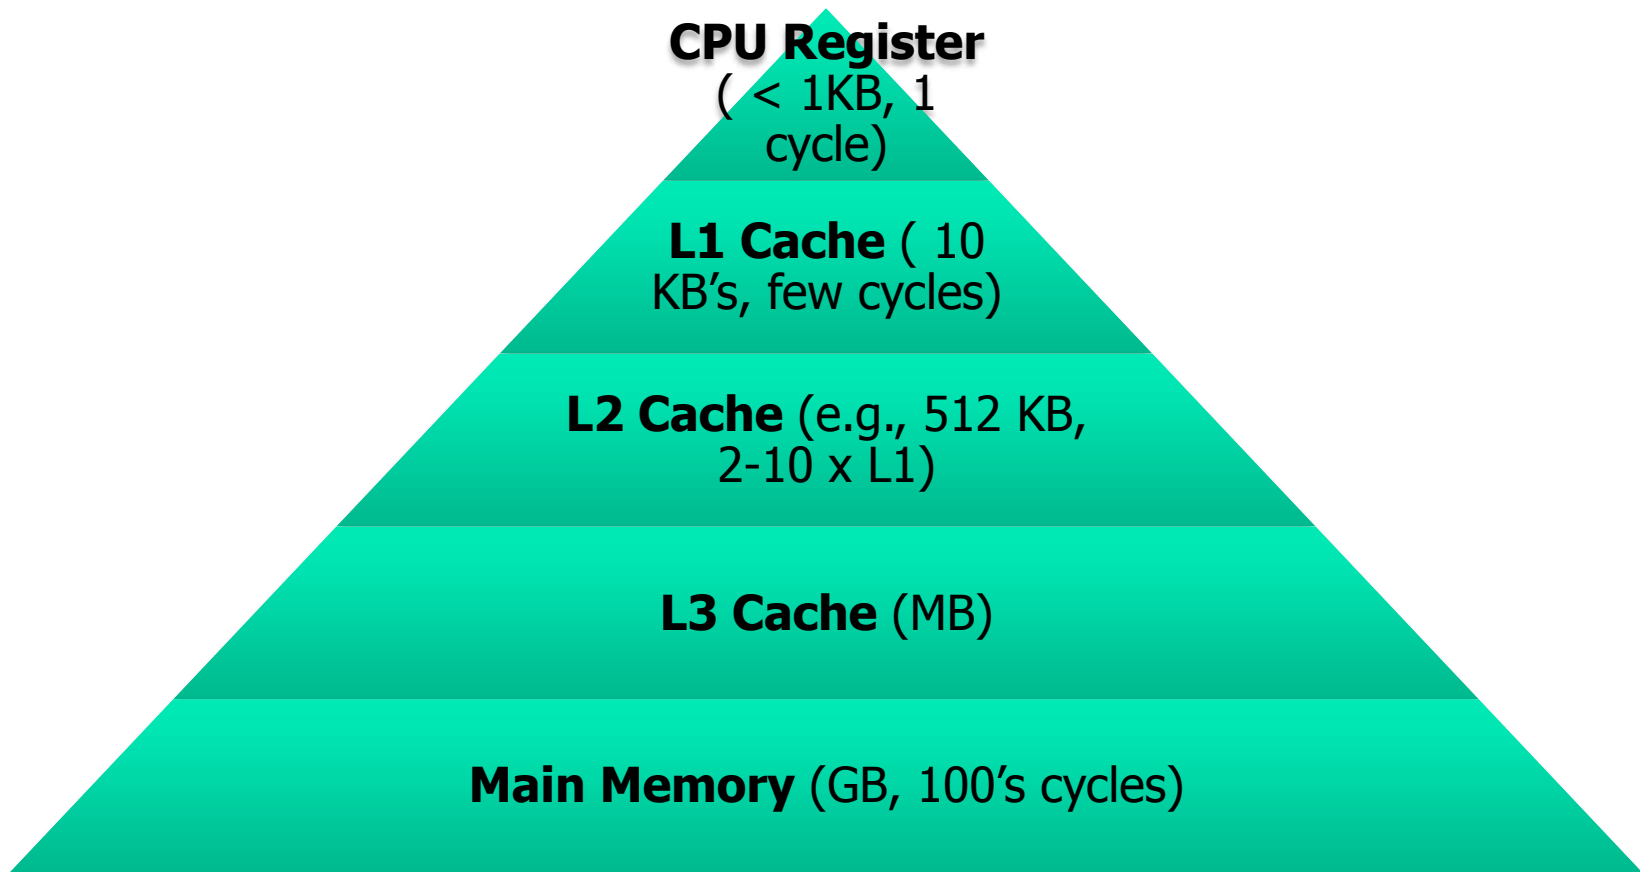 CPU Register
( < 1KB, 1
cycle)
L1 Cache ( 10
KB’s, few cycles)
L2 Cache (e.g., 512 KB,
2-10 x L1)
L3 Cache (MB)
Main Memory (GB, 100’s cycles)